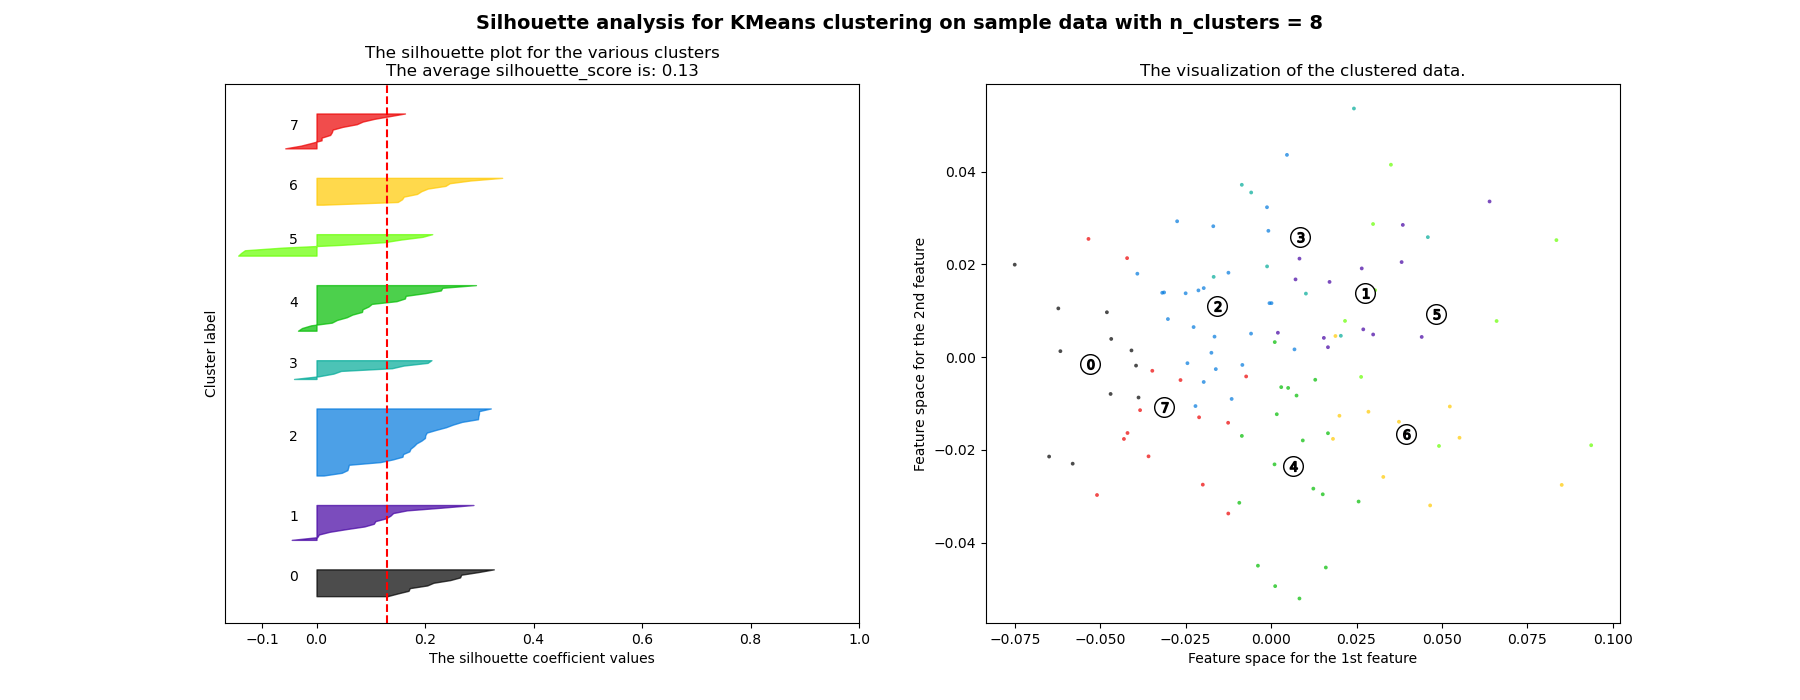 Silhouette analysis for KMeans clustering on sample data with n_clusters = 8
The silhouette plot for the various clusters
The average silhouette_score is: 0.13
7
6
5
4
3
2
1
0
Cluster label
−0.1 0.0 0.2 0.4 0.6 0.8 1.0
The silhouette coefficient values
The visualization of the clustered data.
0.04
0.02
0.00
−0.02
−0.04
Feature space for the 2nd feature
3
1
2
5
0
7
6
4
−0.075 −0.050 −0.025 0.000 0.025 0.050 0.075 0.100
Feature space for the 1st feature